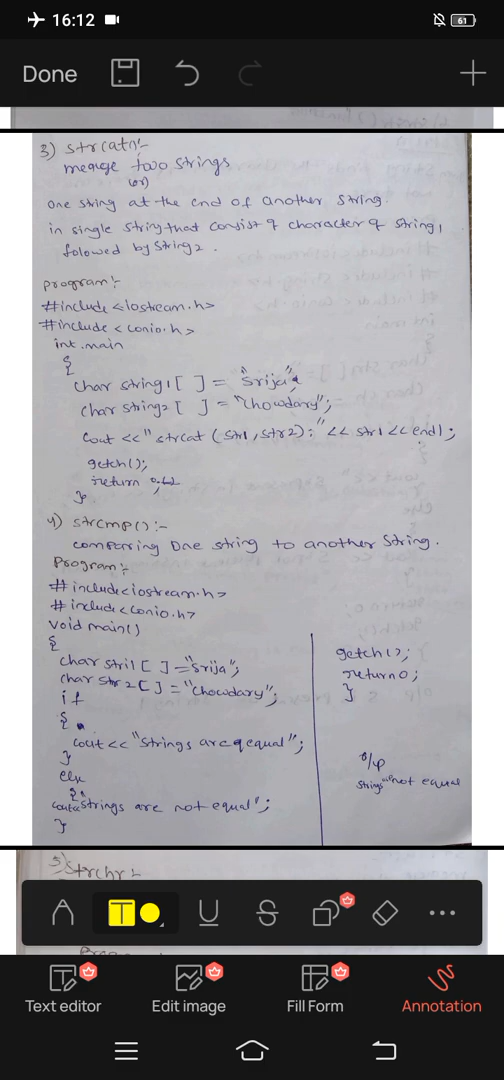 16:12
61
Done
3) strcat():-
merge two strings
(or)
one string at the end of another string.
in single string that consist of character of string1
folowed by string2.
program:-
#include<iostream.h>
#include<conio.h>
int.main
{
char string1[ ] = "srija";
char string2[ ] = "chowdary";
cout <<" strcat (str1,str2):" << str1<<endl;
getch();
return
}
4) strcmp():-
comparing One string to another String.
Program:-
#include<iostream.h>
#include<conio.h>
void main()
{
char stri1[ ]="srija";
char str2[ ] = "chowdary";
if
{
cout << "strings are equal";
}
else
{
cout<<"strings are not equal";
}
getch();
return 0;
}
o/p
strings are not equal
5) Strchr:-
Text editor
Edit image
Fill Form
Annotation